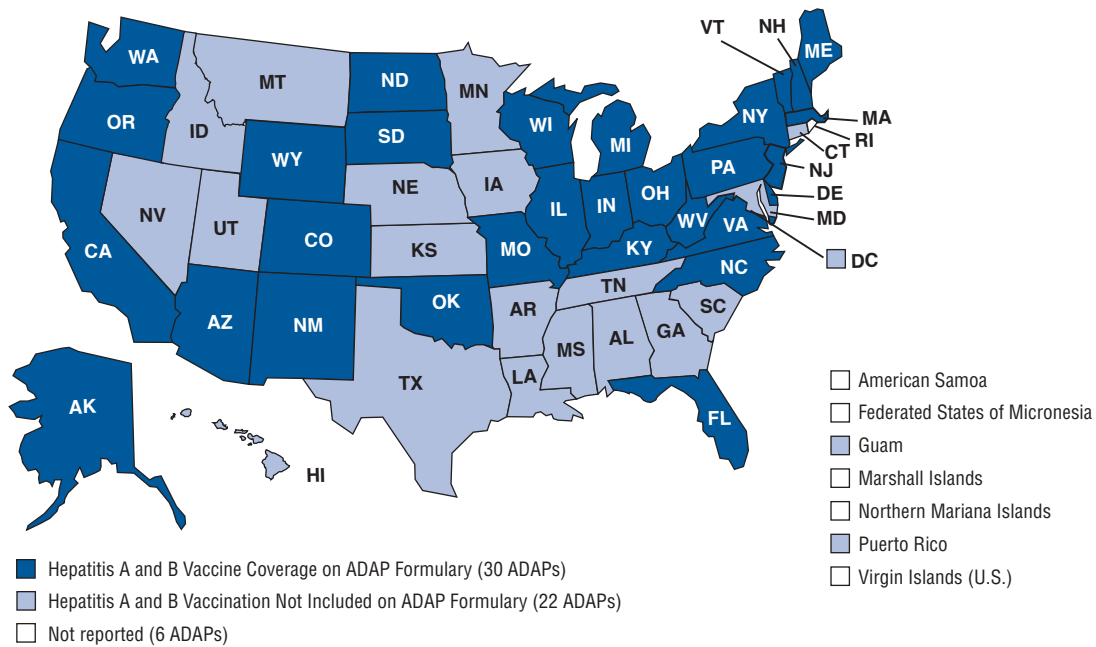 VT
NH
ME
WA
MT
ND
MN
OR
ID
SD
WI
MI
NY
MA
RI
CT
NJ
WY
NE
IA
PA
DE
MD
NV
UT
CO
KS
MO
IL
IN
OH
WV
VA
KY
DC
CA
NC
AZ
NM
OK
TN
AR
SC
MS
AL
GA
TX
LA
FL
AK
HI
American Samoa
Federated States of Micronesia
Guam
Marshall Islands
Northern Mariana Islands
Puerto Rico
Virgin Islands (U.S.)
Hepatitis A and B Vaccine Coverage on ADAP Formulary (30 ADAPs)
Hepatitis A and B Vaccination Not Included on ADAP Formulary (22 ADAPs)
Not reported (6 ADAPs)